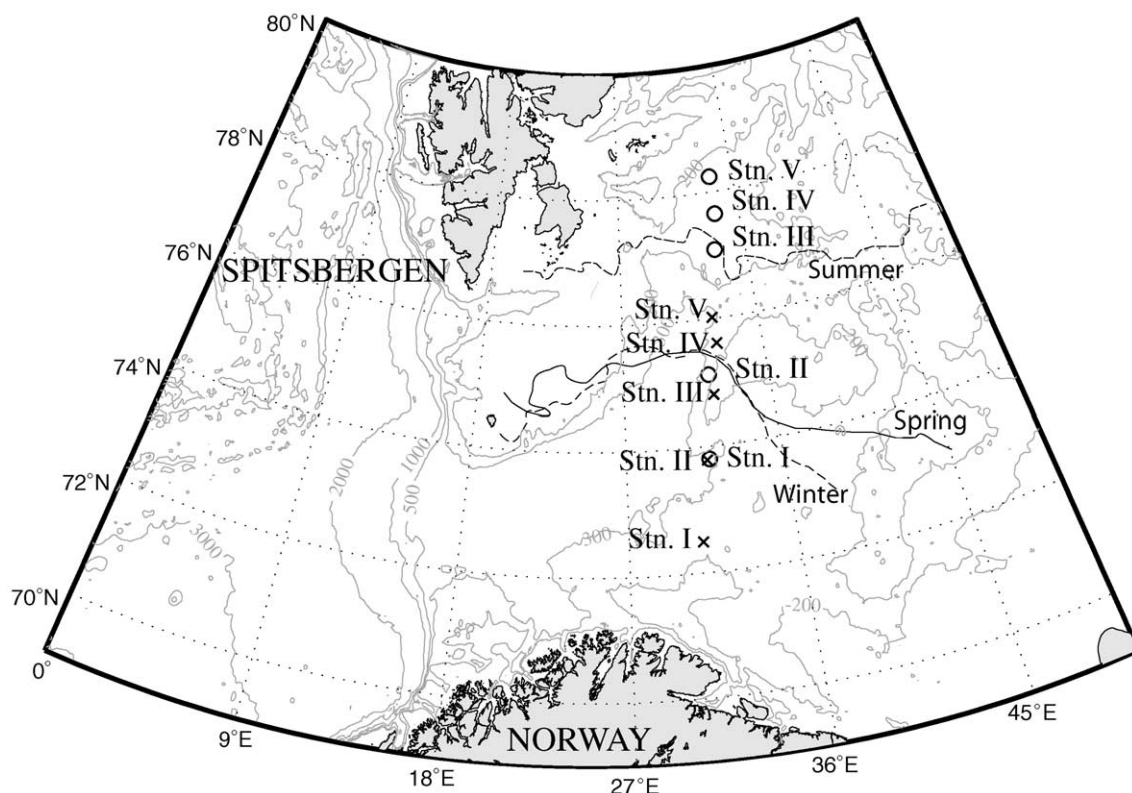 80°N
78°N
76°N
74°N
72°N
70°N
0°
9°E
18°E
27°E
36°E
45°E
SPITSBERGEN
NORWAY
Stn. V
Stn. IV
Stn. III
Summer
Stn. V
Stn. IV
Stn. II
Stn. III
Spring
Stn. II
Stn. I
Winter
Stn. I
200
2000
1000
500
3000
300
-200